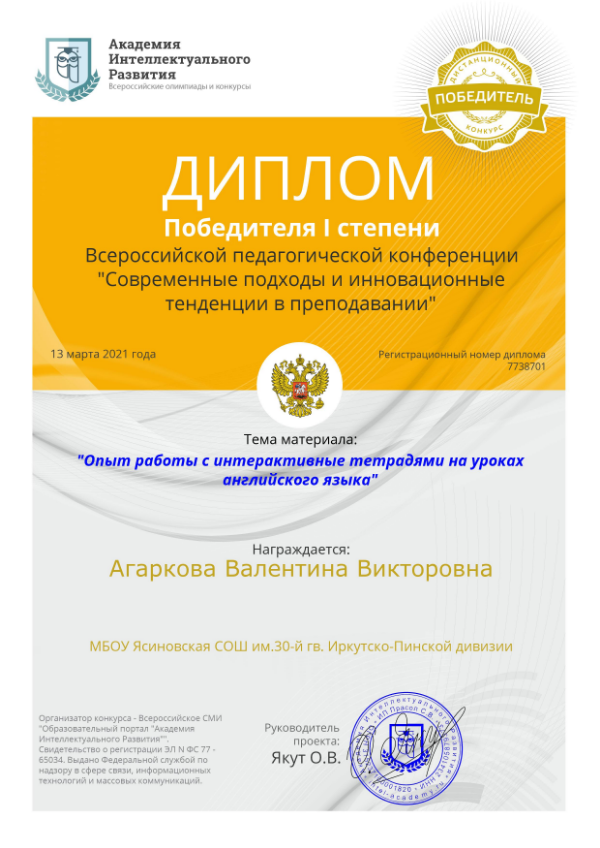 Академия
Интеллектуального
Развития
Всероссийские олимпиады и конкурсы
ДИСТАНЦИОННЫЙ
ПОБЕДИТЕЛЬ
КОНКУРС
ДИПЛОМ
Победителя I степени
Всероссийской педагогической конференции
"Современные подходы и инновационные
тенденции в преподавании"
13 марта 2021 года
Регистрационный номер диплома
7738701
Тема материала:
"Опыт работы с интерактивные тетрадями на уроках
английского языка"
Награждается:
Агаркова Валентина Викторовна
МБОУ Ясиновская СОШ им.30-й гв. Иркутско-Пинской дивизии
Организатор конкурса - Всероссийское СМИ
"Образовательный портал "Академия
Интеллектуального Развития"".
Свидетельство о регистрации ЭЛ N ФС 77 -
65034. Выдано Федеральной службой по
надзору в сфере связи, информационных
технологий и массовых коммуникаций.
Руководитель
проекта:
Якут О.В.
Интеллектуального Развития
ИП Прасол С.В.